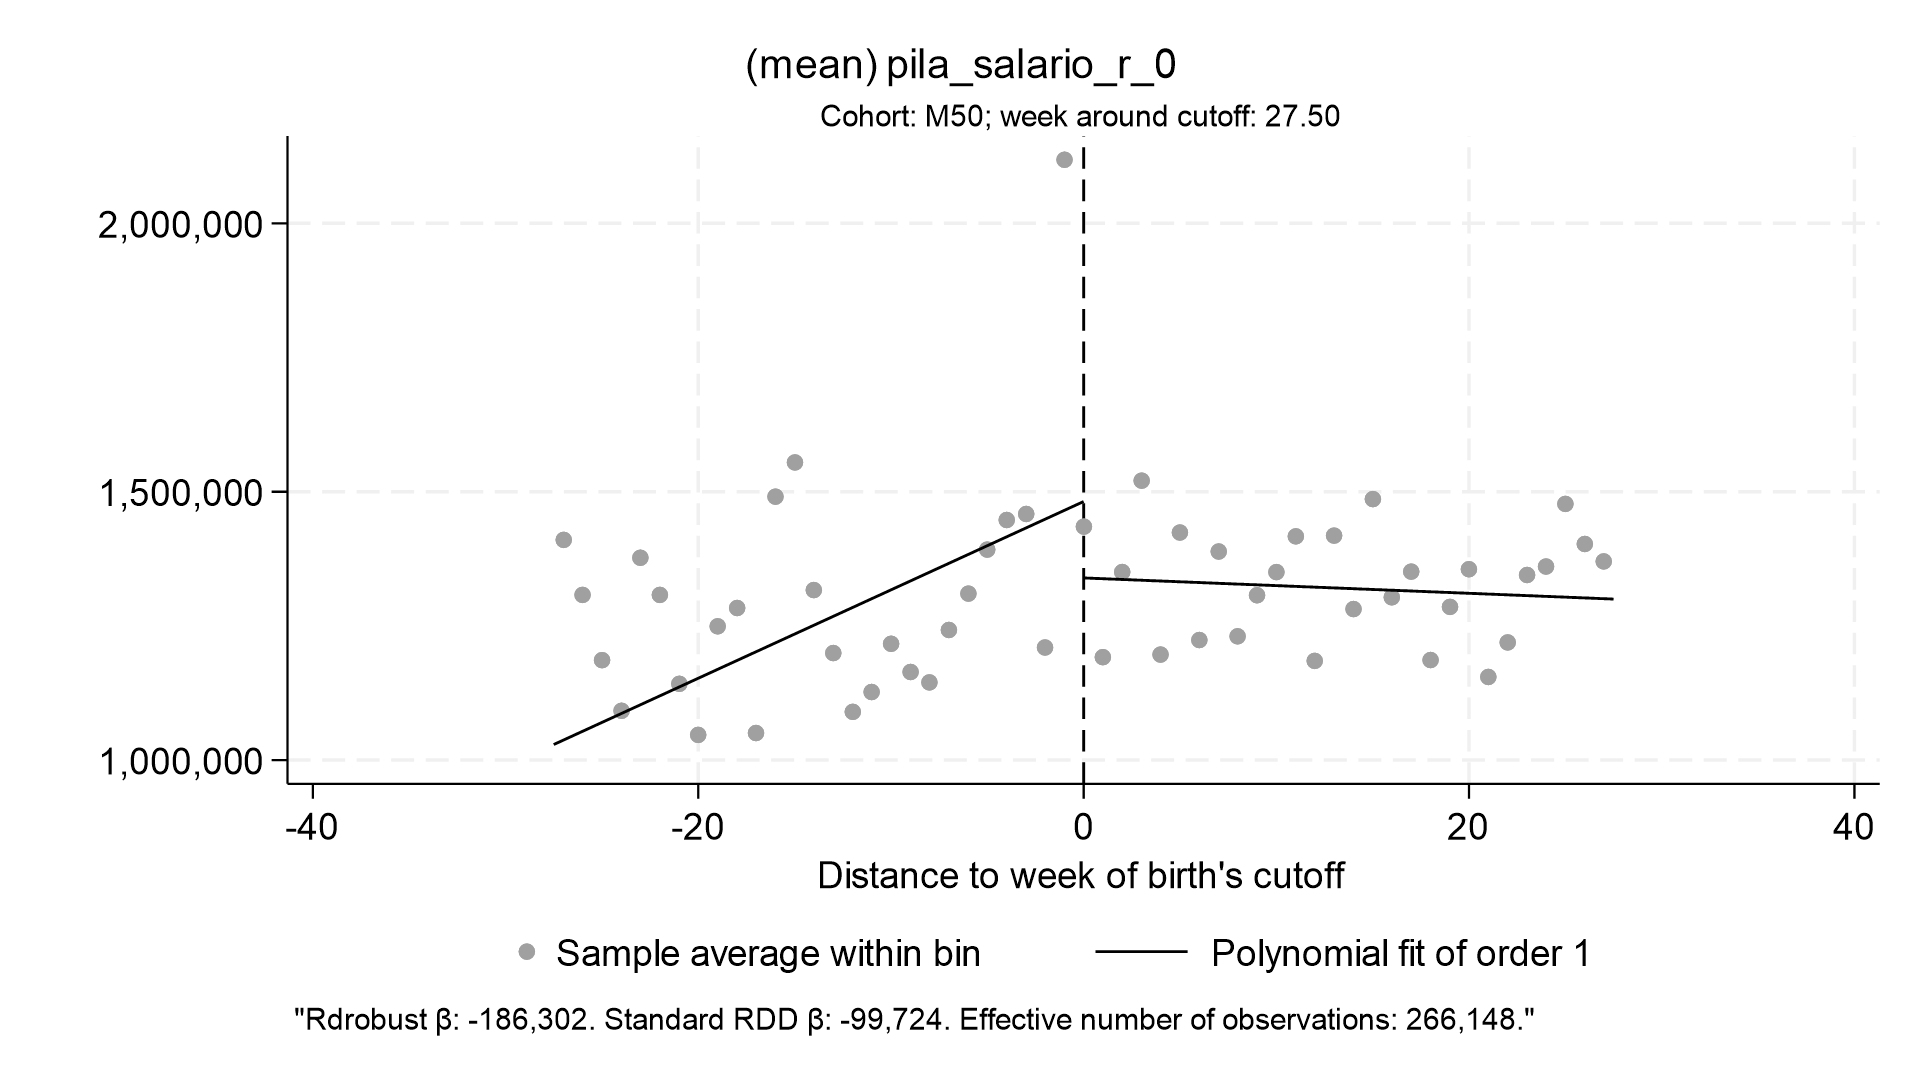 (mean) pila_salario_r_0
Cohort: M50; week around cutoff: 27.50
2,000,000
1,500,000
1,000,000
-40 -20 0 20 40
Distance to week of birth's cutoff
Sample average within bin Polynomial fit of order 1
"Rdrobust β: -186,302. Standard RDD β: -99,724. Effective number of observations: 266,148."